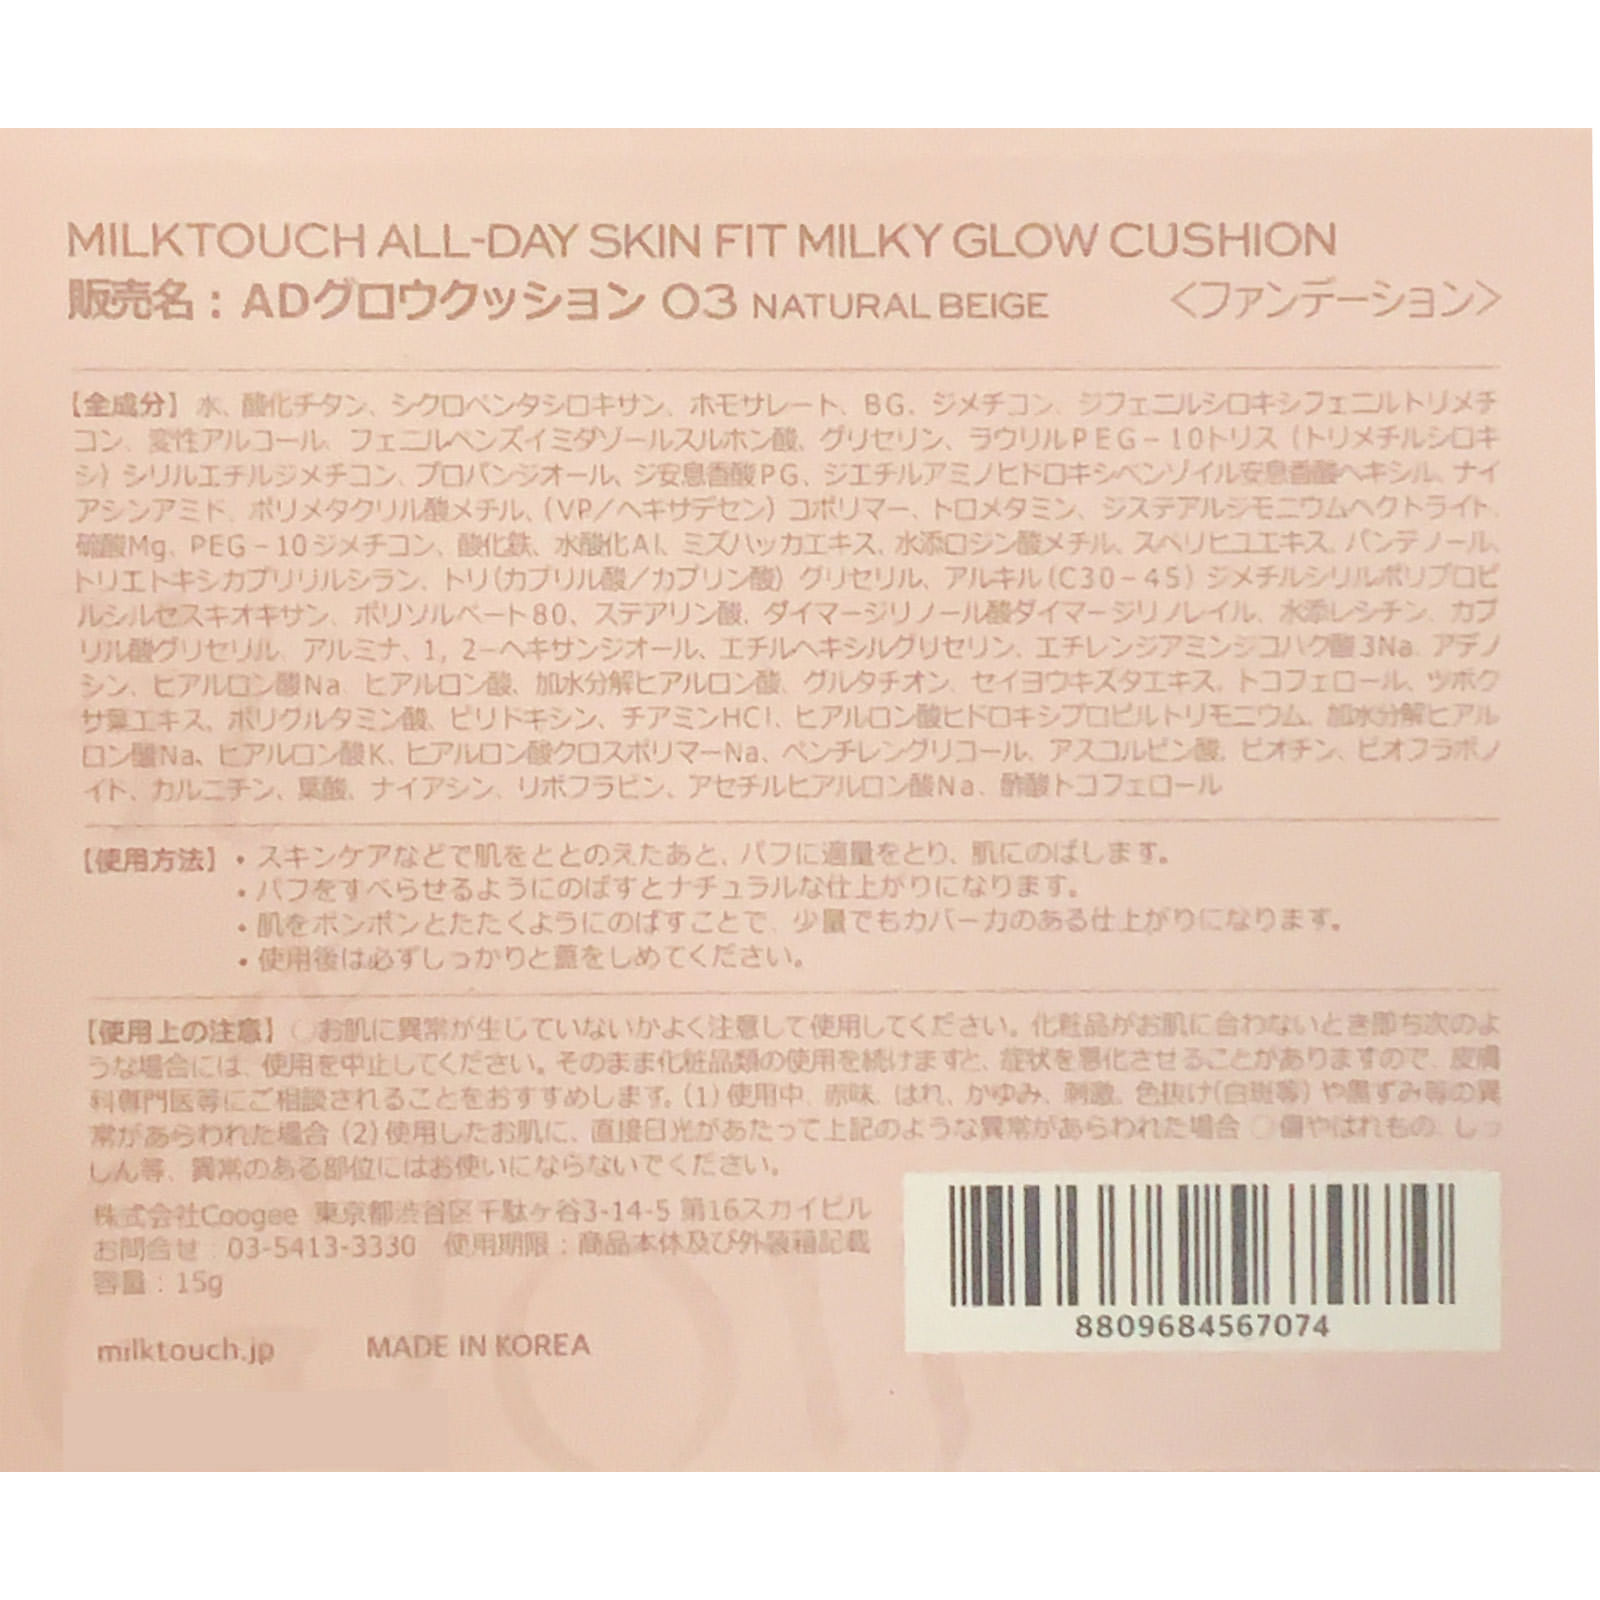 MILKTOUCH ALL-DAY SKIN FIT MILKY GLOW CUSHION
販売名：ADグロウクッション 03 NATURAL BEIGE <ファンデーション>
【全成分】水、酸化チタン、シクロペンタシロキサン、ホモサレート、BG、ジメチコン、ジフェニルシロキシフェニルトリメチ
コン、変性アルコール、フェニルベンズイミダゾールスルホン酸、グリセリン、ラウリルPEG－10トリス（トリメチルシロキ
シ）シリルエチルジメチコン、プロパンジオール、ジ安息香酸PG、ジエチルアミノヒドロキシベンゾイル安息香酸ヘキシル、ナイ
アシンアミド、ポリメタクリル酸メチル、（VP／ヘキサデセン）コポリマー、トロメタミン、ジステアルジモニウムヘクトライト、
硫酸Mg、PEG－10ジメチコン、酸化鉄、水酸化Al、ミズハッカエキス、水添ロジン酸メチル、スベリヒユエキス、パンテノール、
トリエトキシカプリリルシラン、トリ（カプリル酸／カプリン酸）グリセリル、アルキル（C30－45）ジメチルシリルポリプロピ
ルシルセスキオキサン、ポリソルベート80、ステアリン酸、ダイマージリノール酸ダイマージリノレイル、水添レシチン、カプ
リル酸グリセリル、アルミナ、1，2－ヘキサンジオール、エチルヘキシルグリセリン、エチレンジアミンジコハク酸3Na、アデノ
シン、ヒアルロン酸Na、ヒアルロン酸、加水分解ヒアルロン酸、グルタチオン、セイヨウキズタエキス、トコフェロール、ツボク
サ葉エキス、ポリグルタミン酸、ピリドキシン、チアミンHCl、ヒアルロン酸ヒドロキシプロピルトリモニウム、加水分解ヒアル
ロン酸Na、ヒアルロン酸K、ヒアルロン酸クロスポリマーNa、ペンチレングリコール、アスコルビン酸、ビオチン、ビオフラボノ
イト、カルニチン、葉酸、ナイアシン、リボフラビン、アセチルヒアルロン酸Na、酢酸トコフェロール
【使用方法】・スキンケアなどで肌をととのえたあと、パフに適量をとり、肌にのばします。
・パフをすべらせるようにのばすとナチュラルな仕上がりになります。
・肌をポンポンとたたくようにのばすことで、少量でもカバー力のある仕上がりになります。
・使用後は必ずしっかりと蓋をしめてください。
【使用上の注意】○お肌に異常が生じていないかよく注意して使用してください。化粧品がお肌に合わないとき即ち次のよ
うな場合には、使用を中止してください。そのまま化粧品類の使用を続けますと、症状を悪化させることがありますので、皮膚
科専門医等にご相談されることをおすすめします。(1)使用中、赤味、はれ、かゆみ、刺激、色抜け(白斑等)や黒ずみ等の異
常があらわれた場合 (2)使用したお肌に、直接日光があたって上記のような異常があらわれた場合 ○傷やはれもの、しっ
しん等、異常のある部位にはお使いにならないでください。
株式会社Coogee 東京都渋谷区千駄ヶ谷3-14-5 第16スカイビル
お問合せ：03-5413-3330 使用期限：商品本体及び外装箱記載
容量：15g
milktouch.jp MADE IN KOREA
8809684567074